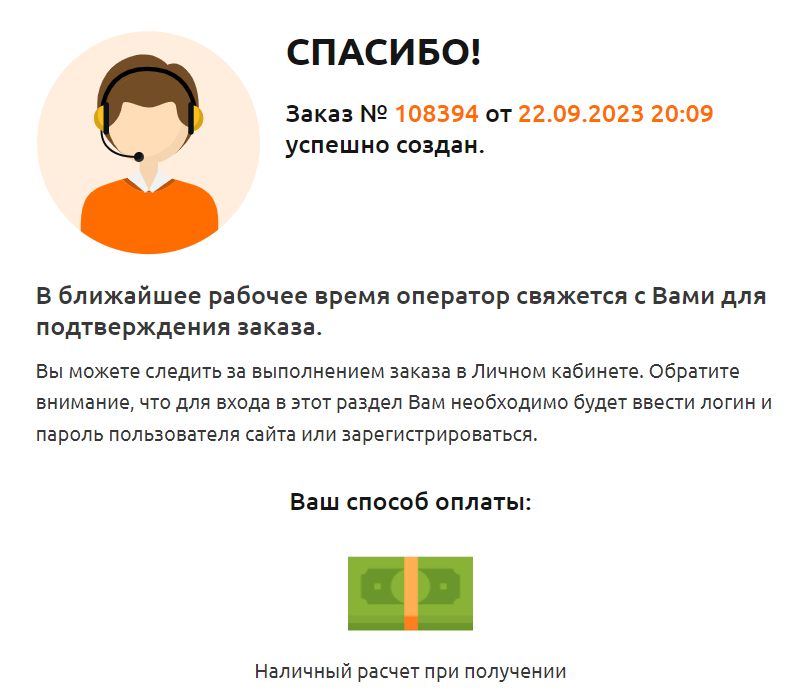 СПАСИБО!
Заказ № 108394 от 22.09.2023 20:09
успешно создан.
В ближайшее рабочее время оператор свяжется с Вами для
подтверждения заказа.
Вы можете следить за выполнением заказа в Личном кабинете. Обратите
внимание, что для входа в этот раздел Вам необходимо будет ввести логин и
пароль пользователя сайта или зарегистрироваться.
Ваш способ оплаты:
Наличный расчет при получении